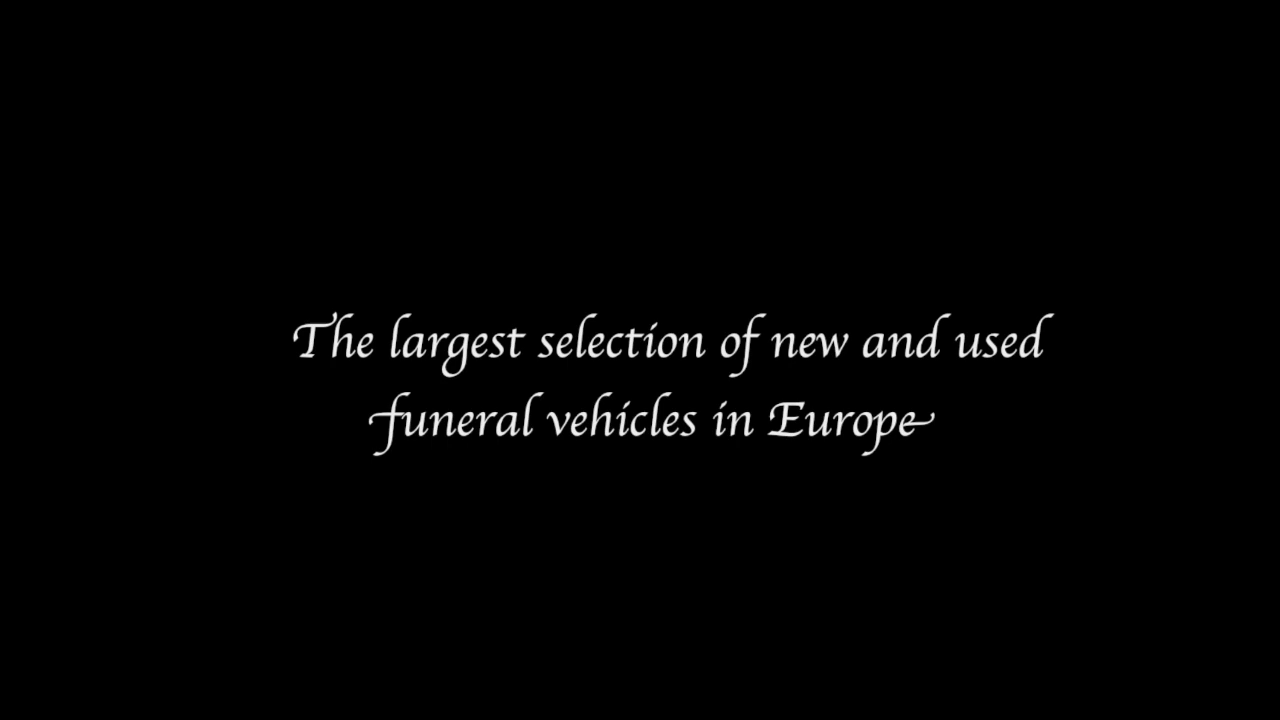 The largest selection of new and used
funeral vehicles in Europe